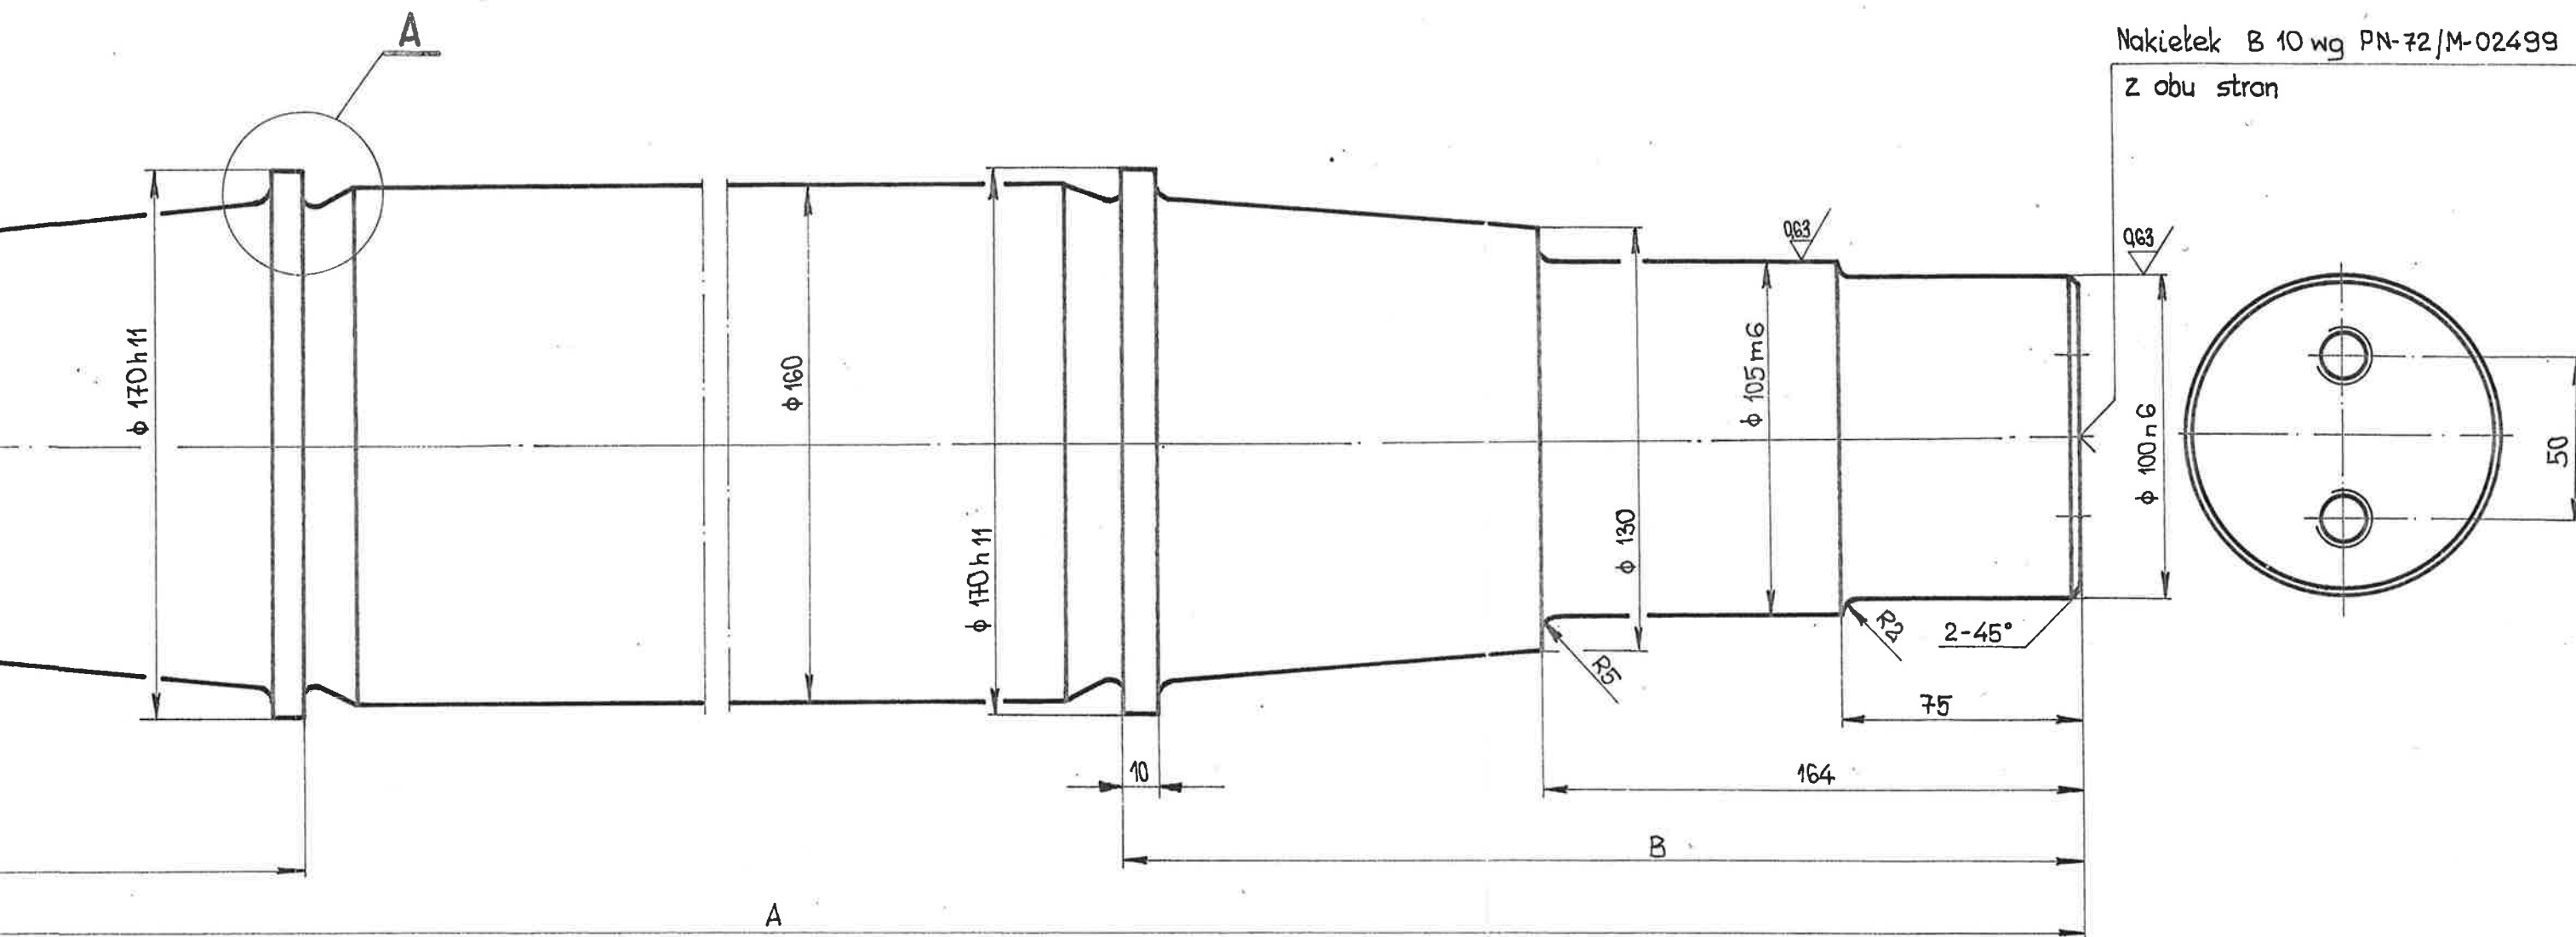 A
Nakiełek B 10 wg PN-72/M-02499
z obu stron
0,63
0,63
ϕ 170h11
ϕ 160
ϕ 170h11
ϕ 130
ϕ 105m6
ϕ 100n6
50
R5
R2
2-45°
75
10
164
B
A